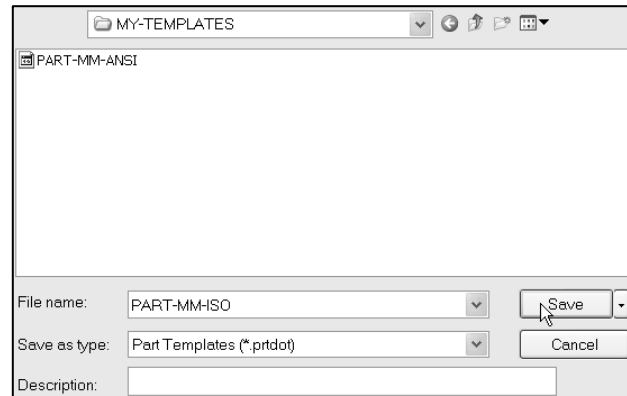 MY-TEMPLATES
PART-MM-ANSI
File name: PART-MM-ISO Save
Save as type: Part Templates (*.prtdot) Cancel
Description: